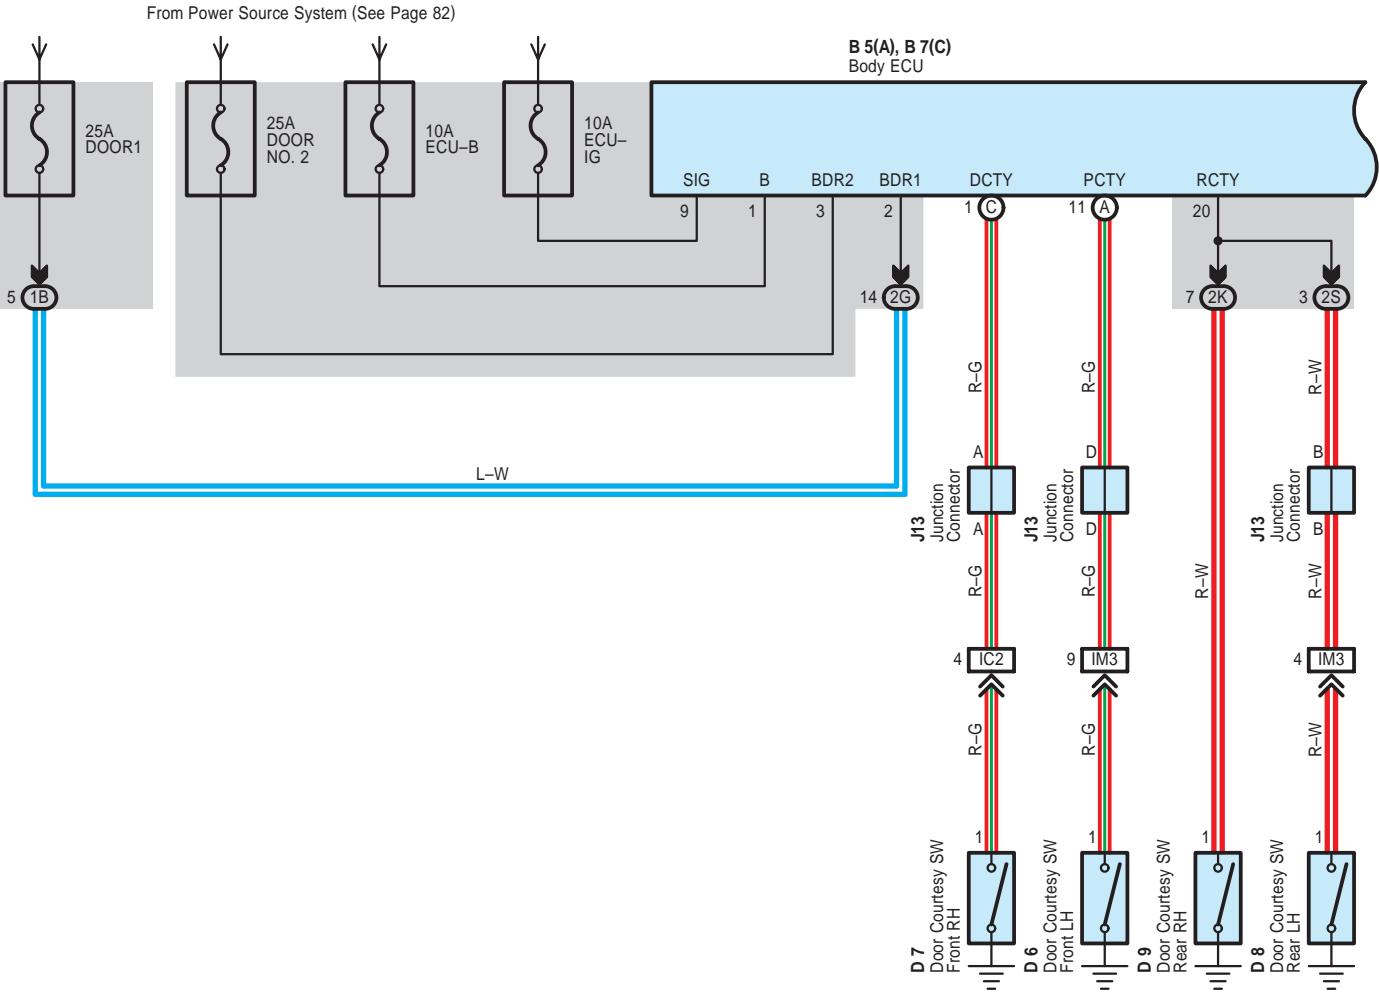 From Power Source System (See Page 82)
B 5(A), B 7(C)
Body ECU
25A
DOOR1
25A
DOOR
NO. 2
10A
ECU–B
10A
ECU–
IG
SIG
B
BDR2
BDR1
DCTY
PCTY
RCTY
9
1
3
2
1
C
11
A
20
5
1B
14
2G
7
2K
3
2S
R–G
R–G
R–W
L–W
A
D
B
J13
Junction
Connector
J13
Junction
Connector
J13
Junction
Connector
A
D
B
R–G
R–G
R–W
R–W
4
IC2
9
IM3
4
IM3
R–G
R–G
R–W
1
1
1
1
D 7
Door Courtesy SW
Front RH
D 6
Door Courtesy SW
Front LH
D 9
Door Courtesy SW
Rear RH
D 8
Door Courtesy SW
Rear LH